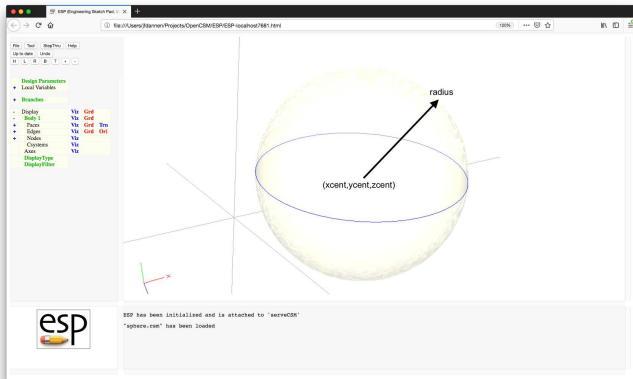 ESP (Engineering Sketch Pad,
file:///Users/jfdannen/Projects/OpenCSM/ESP/ESP-localhost7681.html
100%
File Tool StepThru Help
Up to date Undo
H L R B T + -
Design Parameters
+ Local Variables
+ Branches
- Display Viz Grd
- Body 1 Viz Grd
+ Faces Viz Grd Trn
+ Edges Viz Grd Ori
+ Nodes Viz
Csystems Viz
Axes Viz
DisplayType
DisplayFilter
radius
(xcent,ycent,zcent)
x
esp
ESP has been initialized and is attached to 'serveCSM'
"sphere.csm" has been loaded